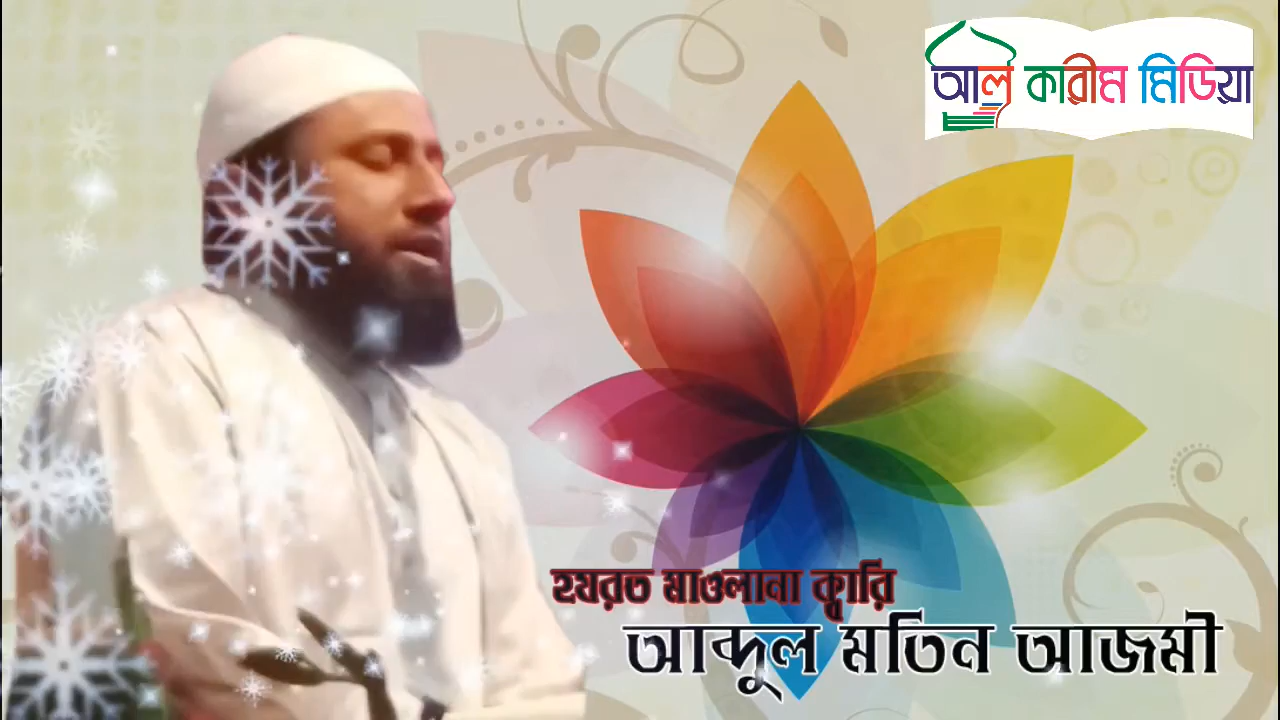 আল কারীম মিডিয়া
হযরত মাওলানা ক্বারি
আব্দুল মতিন আজমী